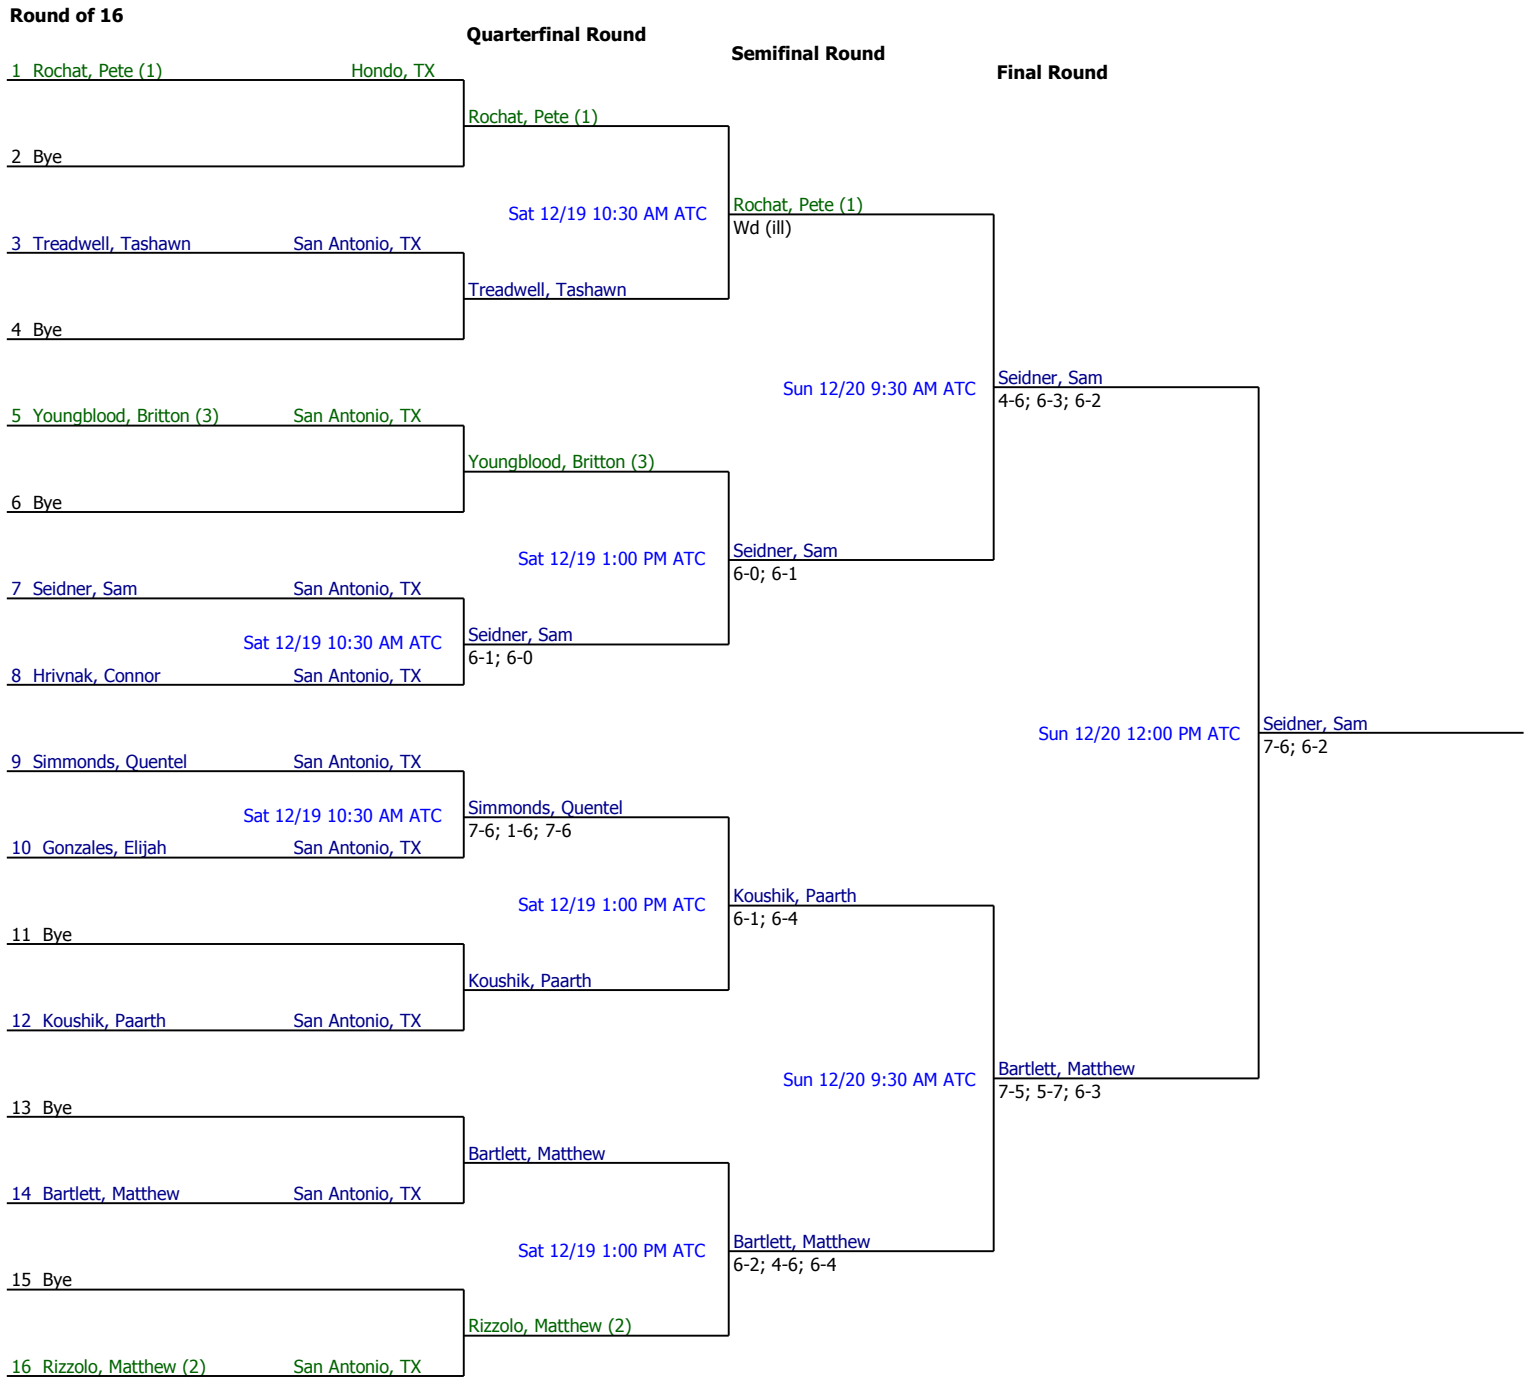 Round of 16
Quarterfinal Round
Semifinal Round
Final Round
1 Rochat, Pete (1) Hondo, TX
Rochat, Pete (1)
2 Bye
Sat 12/19 10:30 AM ATC
Rochat, Pete (1)
Wd (ill)
3 Treadwell, Tashawn San Antonio, TX
Treadwell, Tashawn
4 Bye
Sun 12/20 9:30 AM ATC
Seidner, Sam
4-6; 6-3; 6-2
5 Youngblood, Britton (3) San Antonio, TX
Youngblood, Britton (3)
6 Bye
Sat 12/19 1:00 PM ATC
Seidner, Sam
6-0; 6-1
7 Seidner, Sam San Antonio, TX
Sat 12/19 10:30 AM ATC
Seidner, Sam
6-1; 6-0
8 Hrivnak, Connor San Antonio, TX
Sun 12/20 12:00 PM ATC
Seidner, Sam
7-6; 6-2
9 Simmonds, Quentel San Antonio, TX
Sat 12/19 10:30 AM ATC
Simmonds, Quentel
7-6; 1-6; 7-6
10 Gonzales, Elijah San Antonio, TX
Sat 12/19 1:00 PM ATC
Koushik, Paarth
6-1; 6-4
11 Bye
Koushik, Paarth
12 Koushik, Paarth San Antonio, TX
Sun 12/20 9:30 AM ATC
Bartlett, Matthew
7-5; 5-7; 6-3
13 Bye
Bartlett, Matthew
14 Bartlett, Matthew San Antonio, TX
Sat 12/19 1:00 PM ATC
Bartlett, Matthew
6-2; 4-6; 6-4
15 Bye
Rizzolo, Matthew (2)
16 Rizzolo, Matthew (2) San Antonio, TX